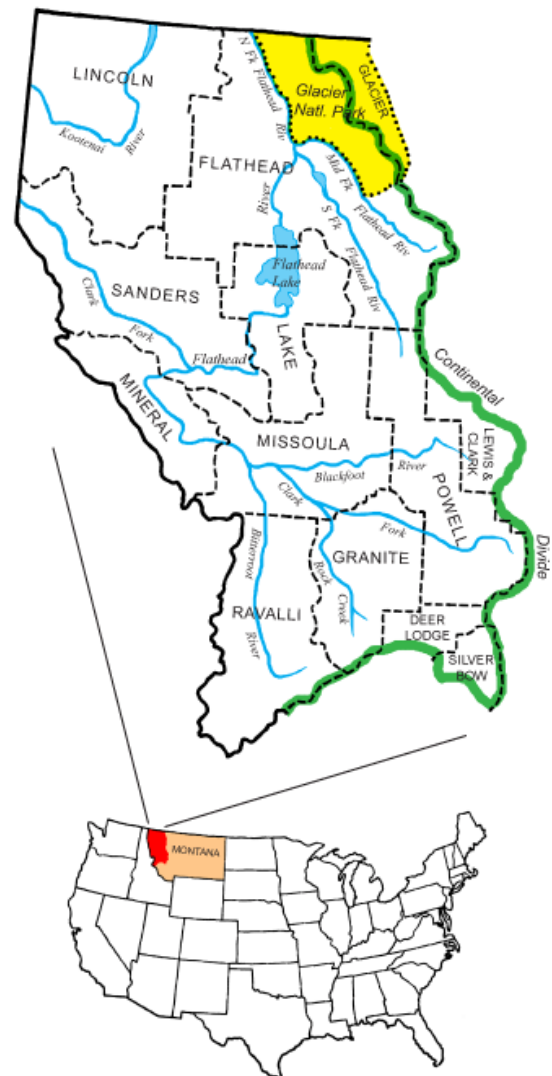 LINCOLN
Kootenai
River
N Fk Flathead Riv
Glacier
Natl. Park
GLACIER
FLATHEAD
River
Mid Fk
Flathead Riv
S Fk
Flathead Riv
Flathead
Lake
SANDERS
Clark
Fork
Flathead
LAKE
Continental
Divide
MINERAL
MISSOULA
LEWIS &
CLARK
Blackfoot
River
Clark
Fork
POWELL
Bitterroot
River
Rock
Creek
GRANITE
RAVALLI
DEER
LODGE
SILVER
BOW
MONTANA